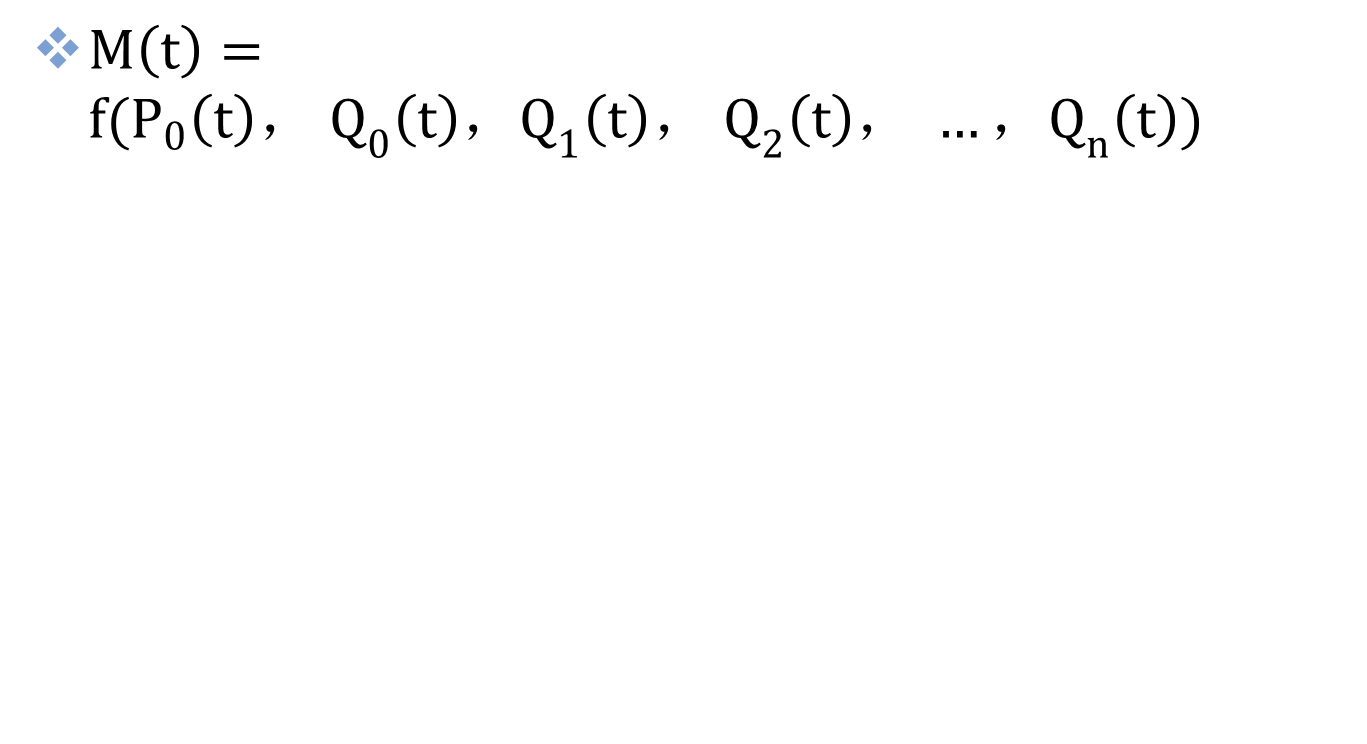 ❖M(t) =
f(P₀(t), Q₀(t), Q₁(t), Q₂(t), …, Qₙ(t))